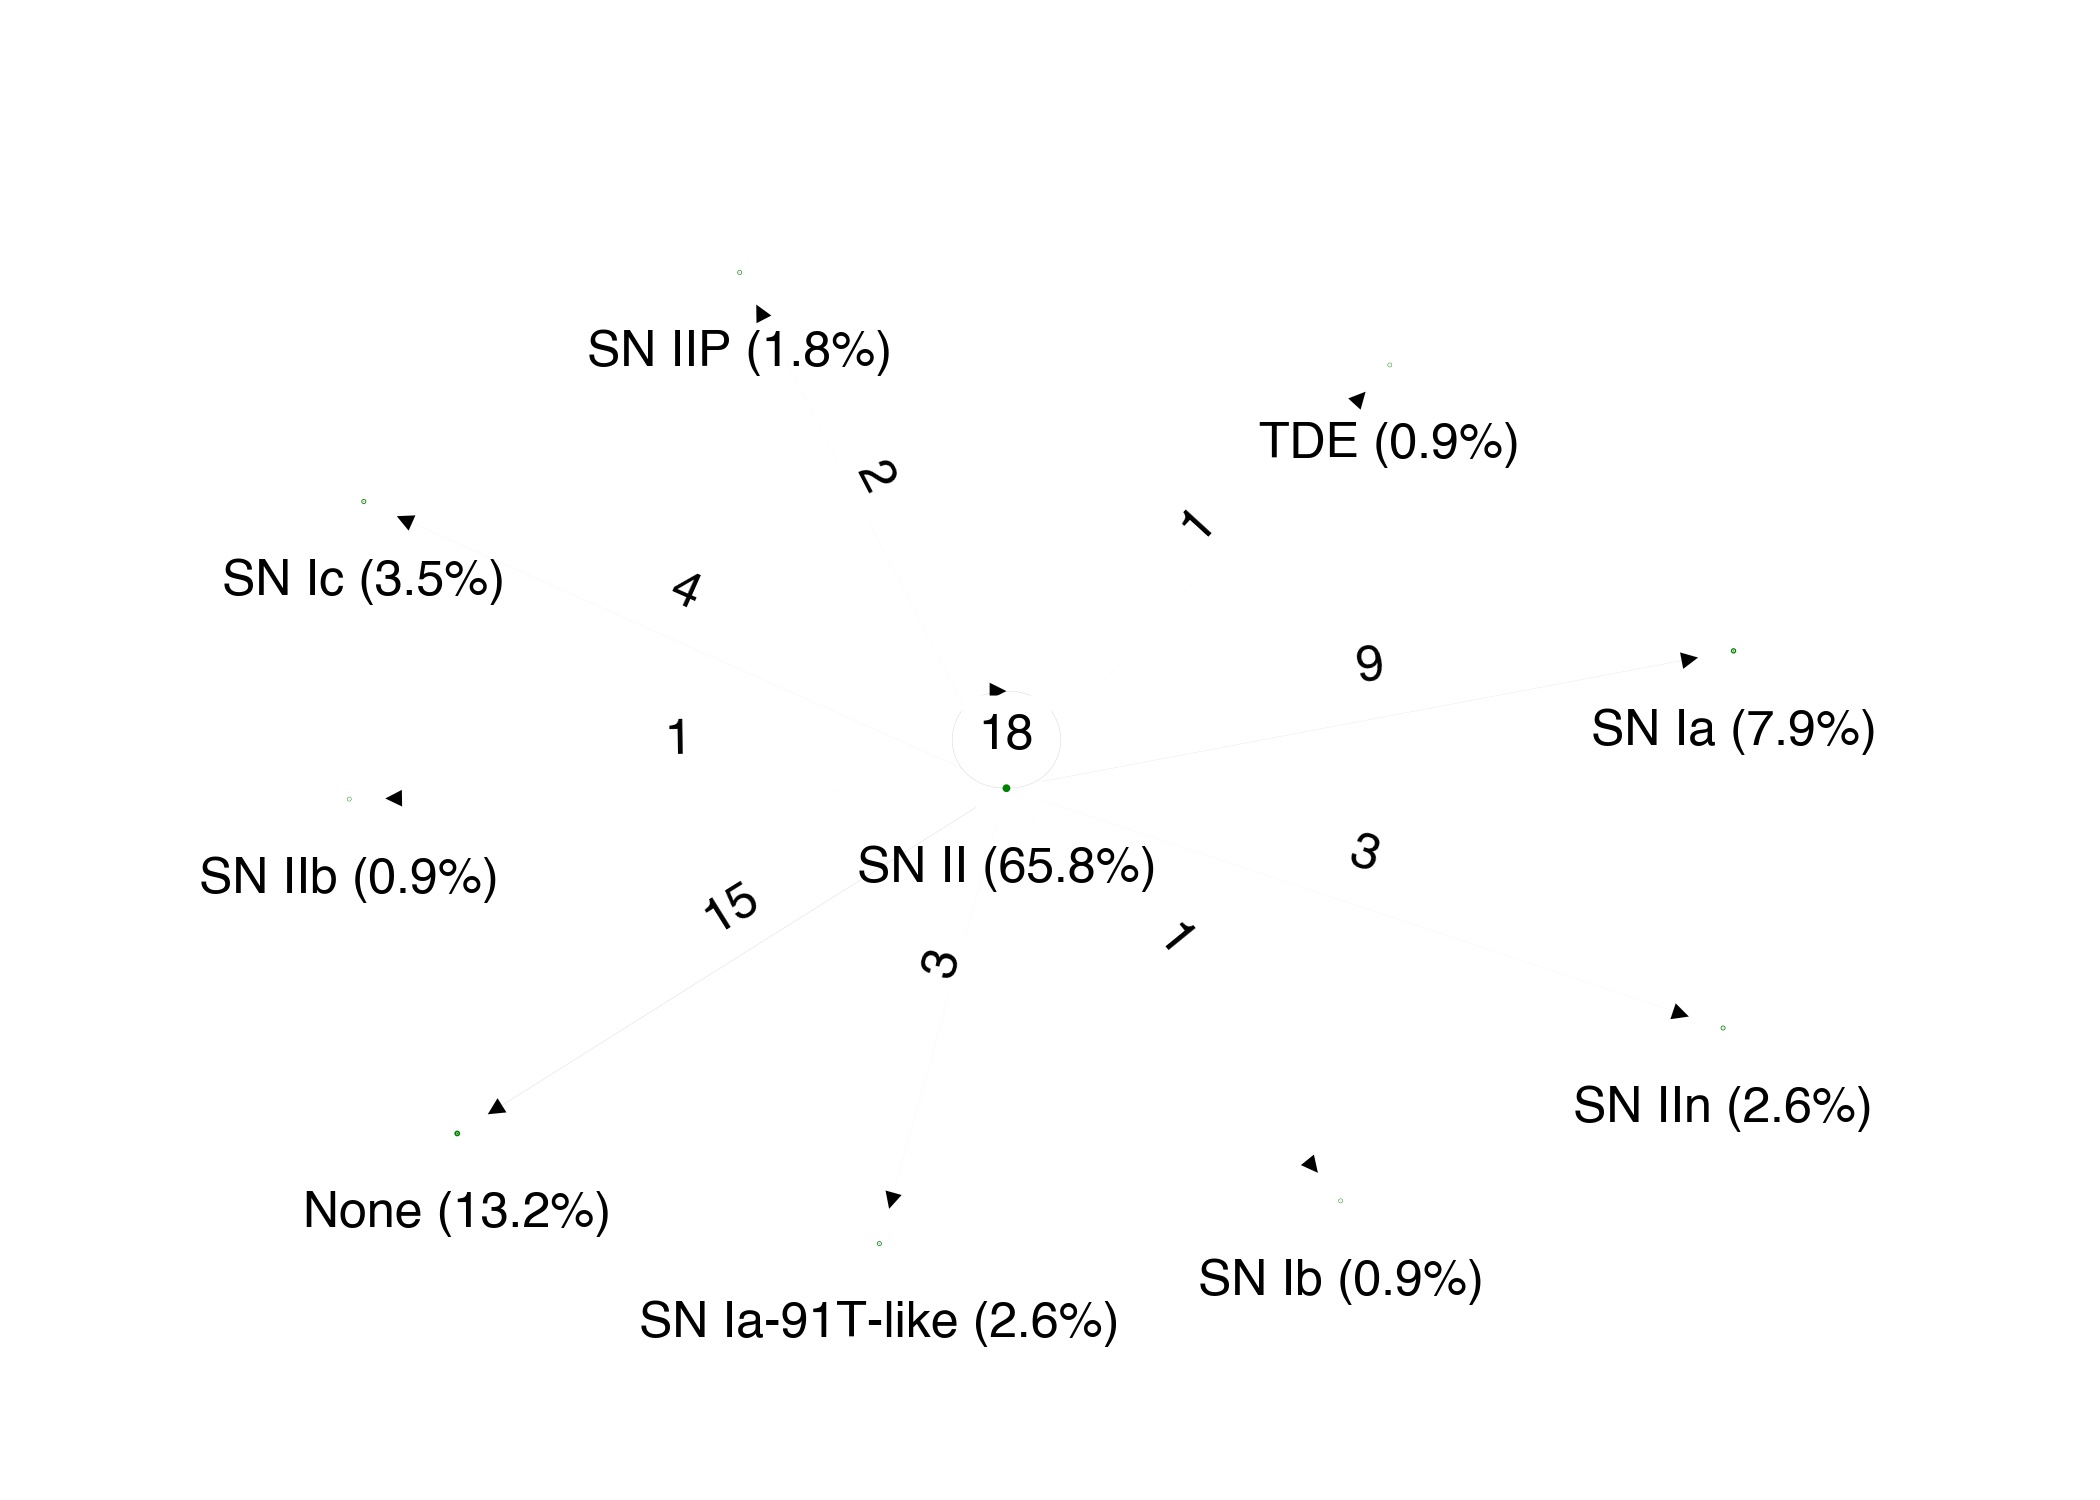 SN IIP (1.8%)
TDE (0.9%)
2
1
SN Ic (3.5%)
4
9
18
SN Ia (7.9%)
1
SN IIb (0.9%)
SN II (65.8%)
3
15
3
1
SN IIn (2.6%)
None (13.2%)
SN Ib (0.9%)
SN Ia-91T-like (2.6%)